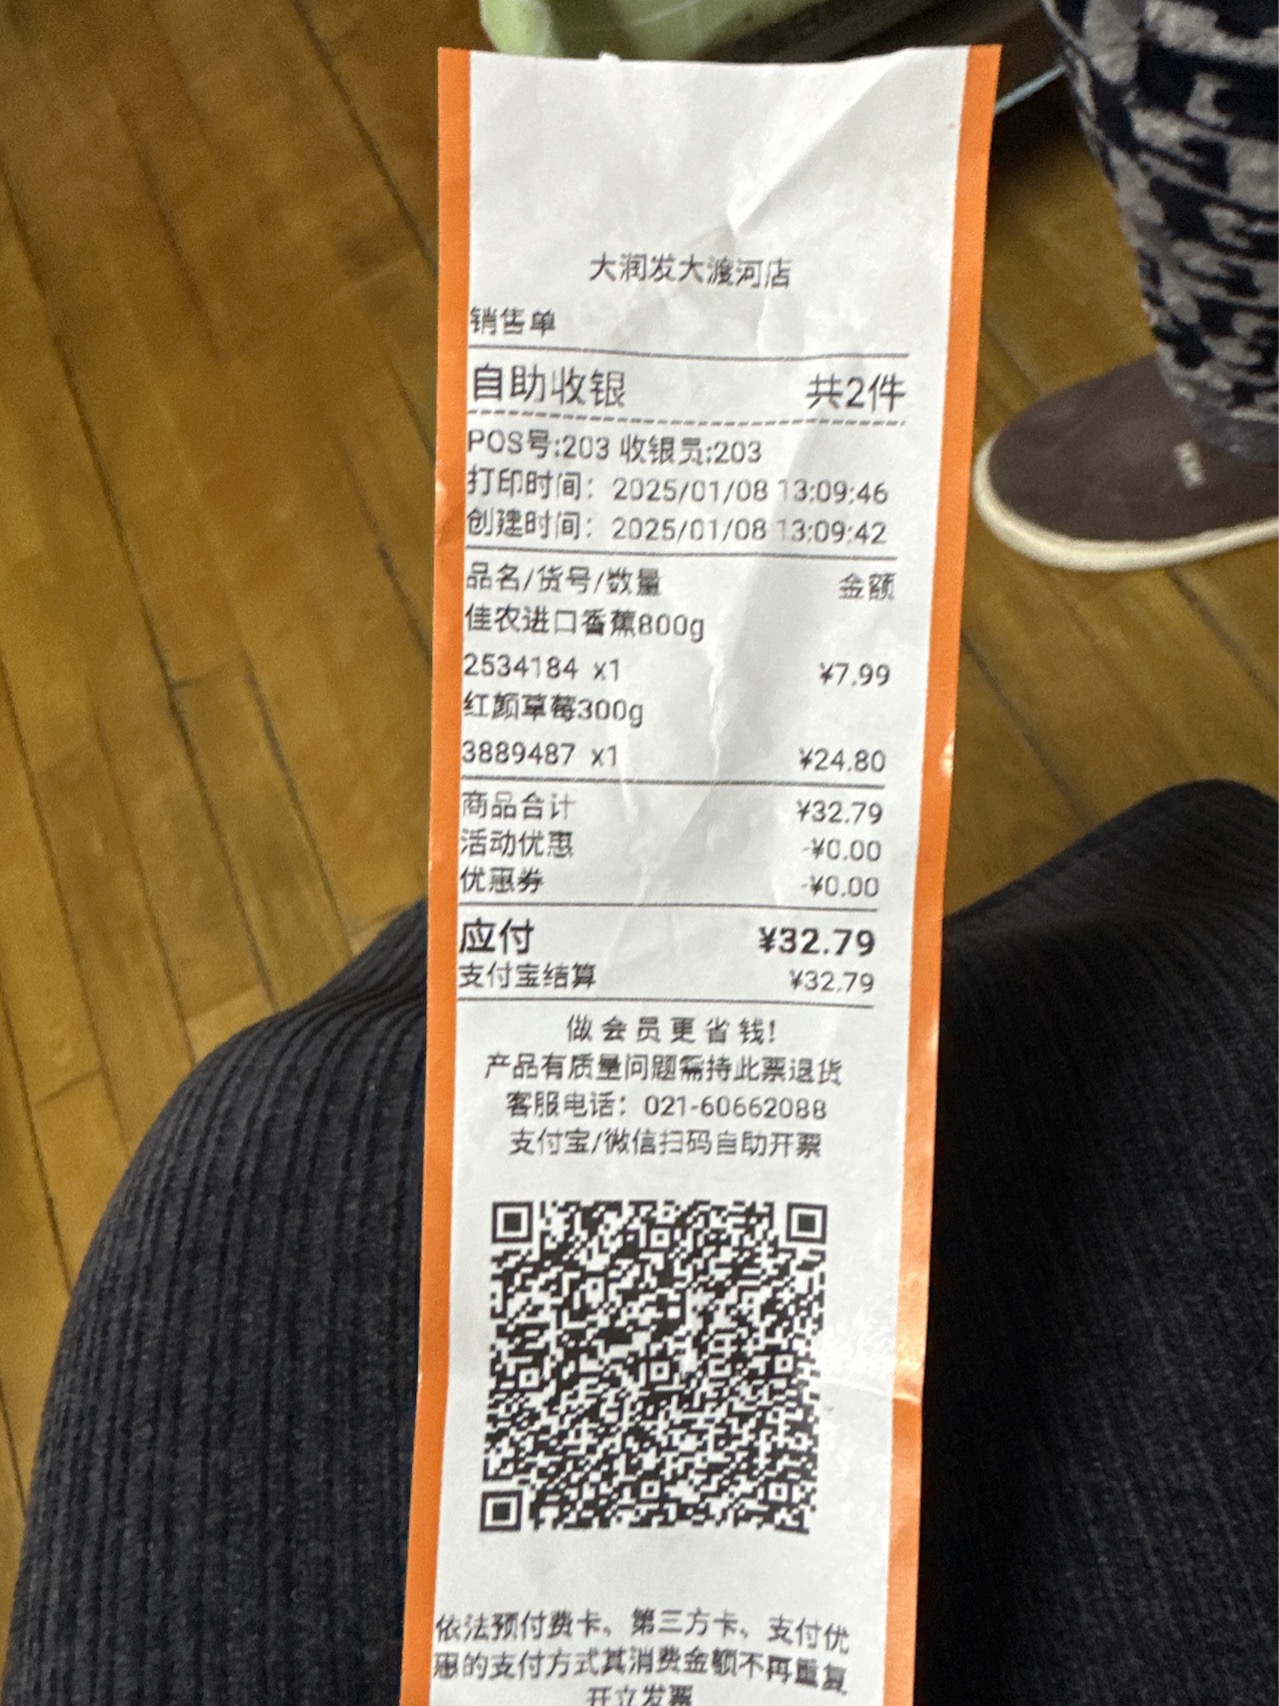 大润发大渡河店
销售单
自助收银 共2件
POS号:203 收银员:203
打印时间：2025/01/08 13:09:46
创建时间：2025/01/08 13:09:42
品名/货号/数量 金额
佳农进口香蕉800g
2534184 x1 ¥7.99
红颜草莓300g
3889487 x1 ¥24.80
商品合计 ¥32.79
活动优惠 -¥0.00
优惠券 -¥0.00
应付 ¥32.79
支付宝结算 ¥32.79
做会员更省钱!
产品有质量问题需持此票退货
客服电话：021-60662088
支付宝/微信扫码自助开票
依法预付费卡，第三方卡，支付优
惠的支付方式其消费金额不再重复
开立发票